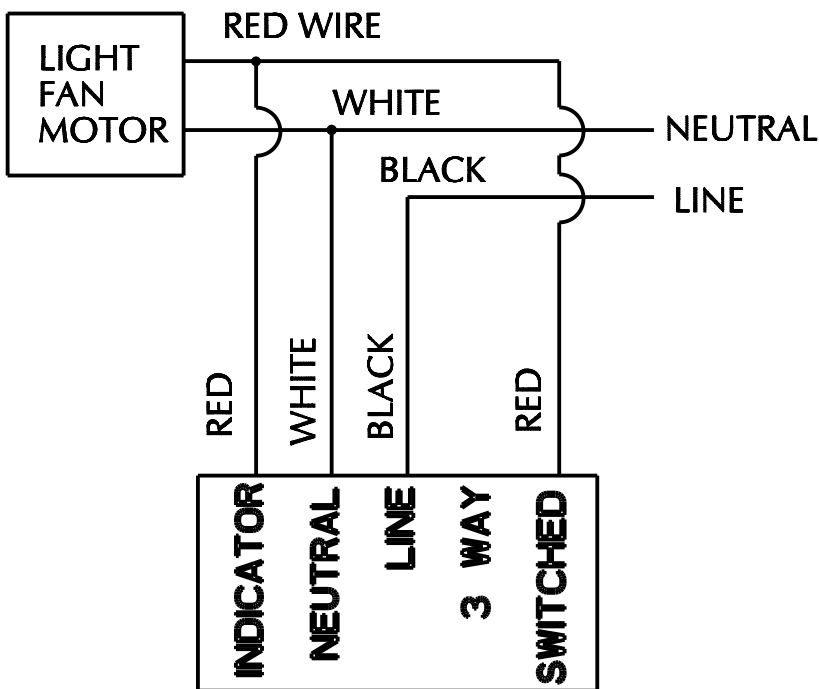 RED WIRE
LIGHT
FAN
MOTOR
WHITE
NEUTRAL
BLACK
LINE
RED
WHITE
BLACK
RED
INDICATOR
NEUTRAL
LINE
3 WAY
SWITCHED